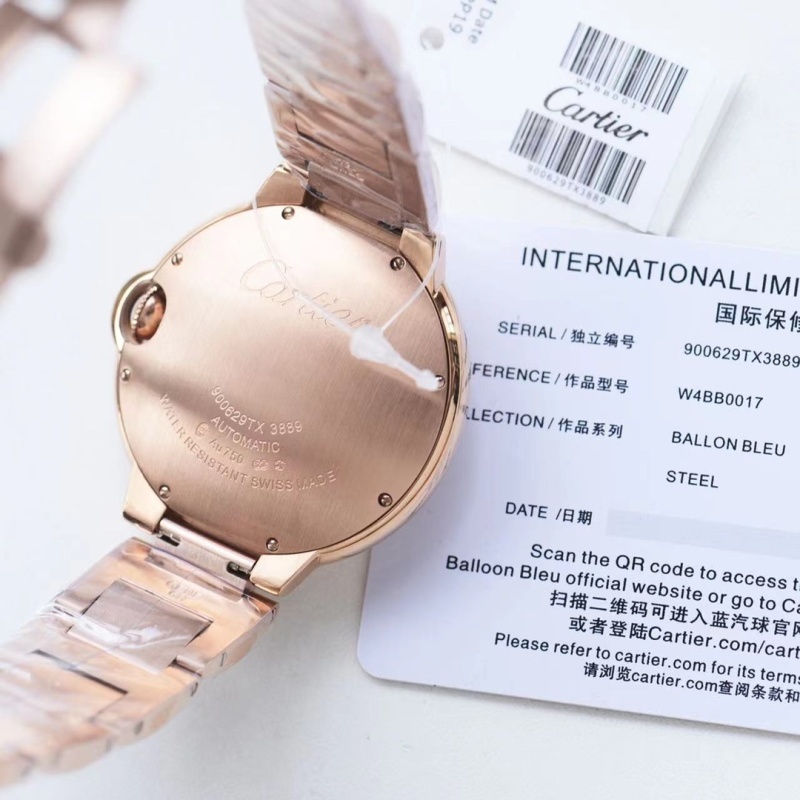 W4BB0017
Cartier
900629TX3889
Cartier
900629TX 3889
AUTOMATIC
Au750
WATER RESISTANT SWISS MADE
INTERNATIONALLIMI
国际保修
SERIAL / 独立编号
900629TX3889
FERENCE / 作品型号
W4BB0017
LLECTION / 作品系列
BALLON BLEU
STEEL
DATE /日期
Scan the QR code to access t
Balloon Bleu official website or go to Ca
扫描二维码可进入蓝汽球官网
或者登陆Cartier.com/cart
Please refer to cartier.com for its terms
请浏览cartier.com查阅条款和